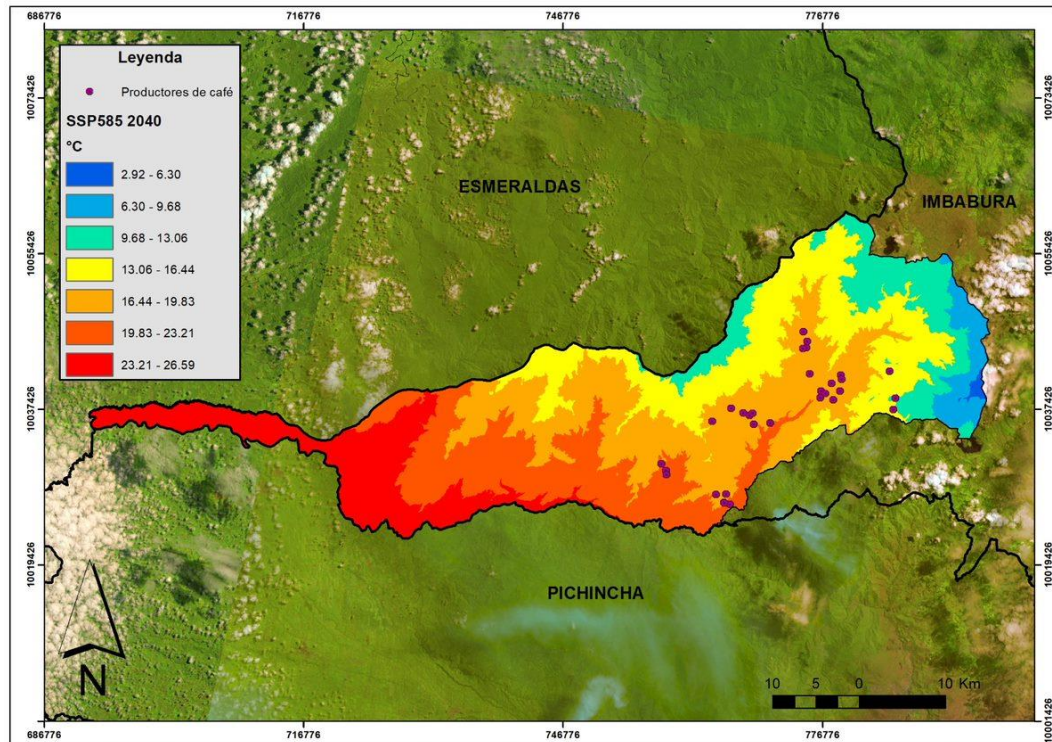 686776
716776
746776
776776
10073426
10055426
10037426
10019426
10001426
Leyenda
Productores de café
SSP585 2040
°C
2.92 - 6.30
6.30 - 9.68
9.68 - 13.06
13.06 - 16.44
16.44 - 19.83
19.83 - 23.21
23.21 - 26.59
ESMERALDAS
IMBABURA
PICHINCHA
N
10 5 0 10 Km
10073426
10055426
10037426
10019426
10001426
686776
716776
746776
776776